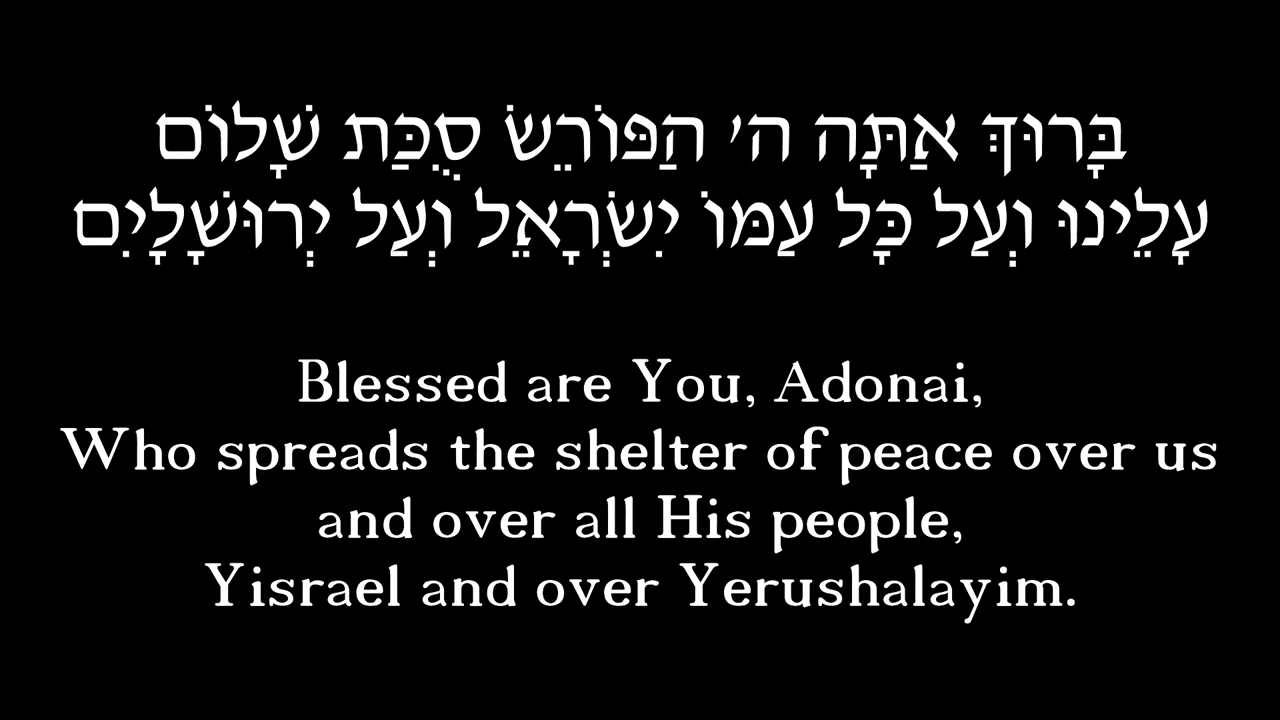 בָּרוּךְ אַתָּה ה׳ הַפּוֹרֵשׂ סֻכַּת שָׁלוֹם
עָלֵינוּ וְעַל כָּל עַמּוֹ יִשְׂרָאֵל וְעַל יְרוּשָׁלָיִם
Blessed are You, Adonai,
Who spreads the shelter of peace over us
and over all His people,
Yisrael and over Yerushalayim.